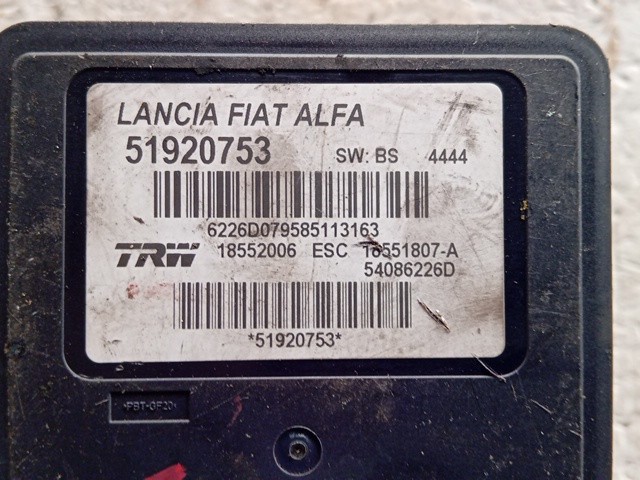 LANCIA FIAT ALFA
51920753 SW: BS 4444
6226D079585113163
TRW 18552006 ESC 18551807-A
54086226D
*51920753*
>PBT-GF20<